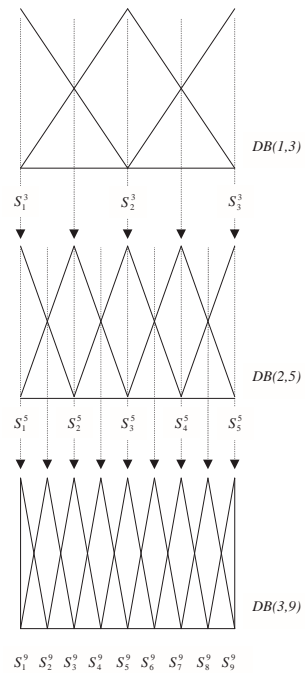 DB(1,3)
S_1^3 S_2^3 S_3^3
DB(2,5)
S_1^5 S_2^5 S_3^5 S_4^5 S_5^5
DB(3,9)
S_1^9 S_2^9 S_3^9 S_4^9 S_5^9 S_6^9 S_7^9 S_8^9 S_9^9